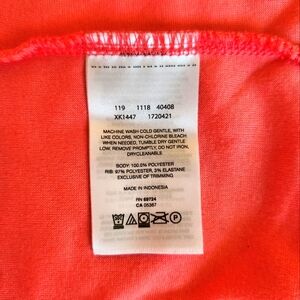 119 1118 40408
XK1447 1720421
MACHINE WASH COLD GENTLE, WITH
LIKE COLORS, NON-CHLORINE BLEACH
WHEN NEEDED, TUMBLE DRY GENTLE
LOW, REMOVE PROMPTLY, DO NOT IRON,
DRYCLEANABLE
BODY: 100.0% POLYESTER
RIB: 97% POLYESTER, 3% ELASTANE
EXCLUSIVE OF TRIMMING
MADE IN INDONESIA
RN 69724
CA 05367
P